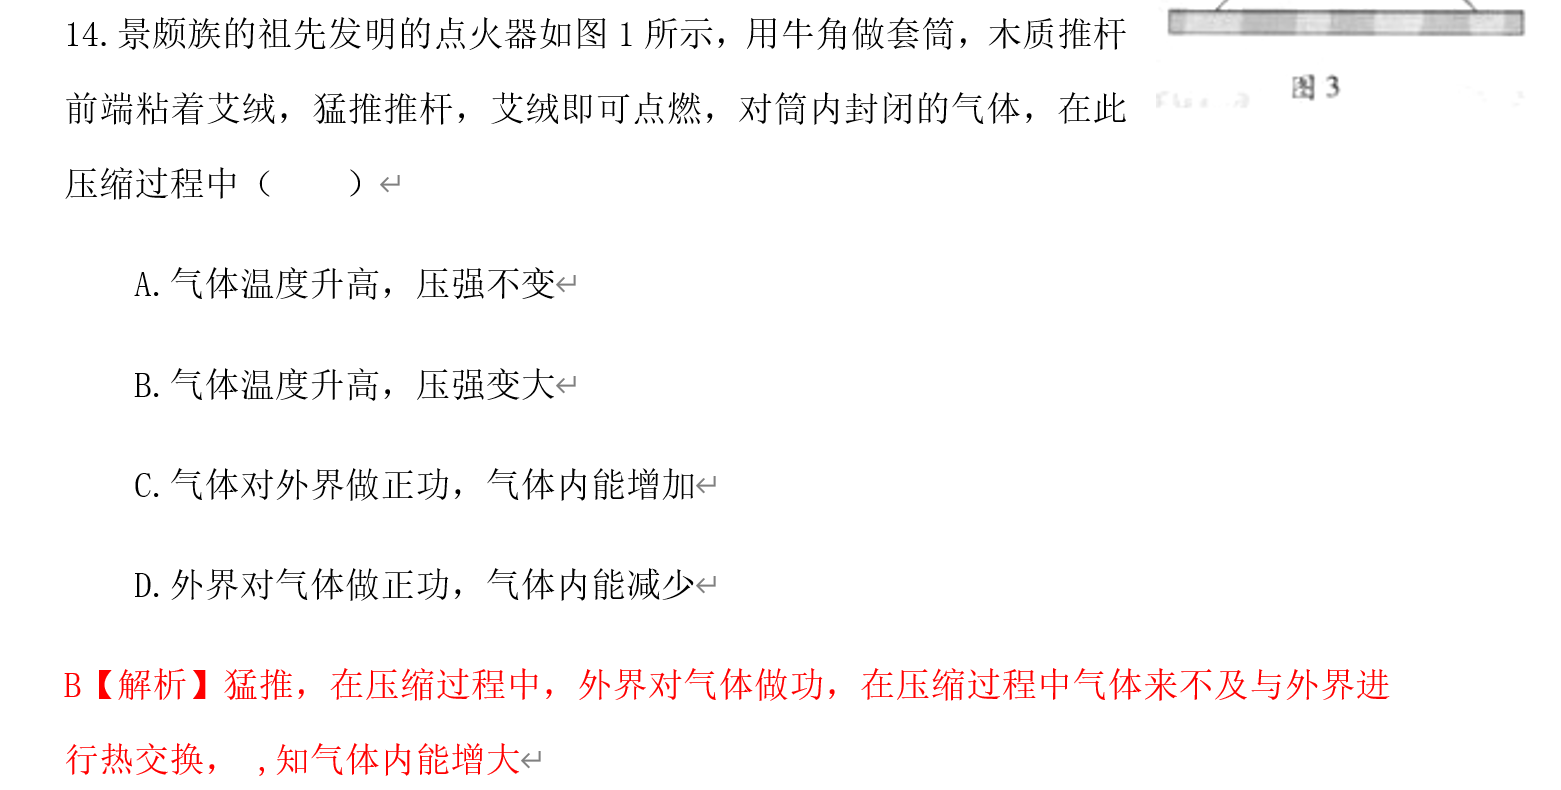 14.景颇族的祖先发明的点火器如图 1 所示，用牛角做套筒，木质推杆
前端粘着艾绒，猛推推杆，艾绒即可点燃，对筒内封闭的气体，在此
压缩过程中（　　）↵
图 3
A.气体温度升高，压强不变↵
B.气体温度升高，压强变大↵
C.气体对外界做正功，气体内能增加↵
D.外界对气体做正功，气体内能减少↵
B【解析】猛推，在压缩过程中，外界对气体做功，在压缩过程中气体来不及与外界进
行热交换， ,知气体内能增大↵